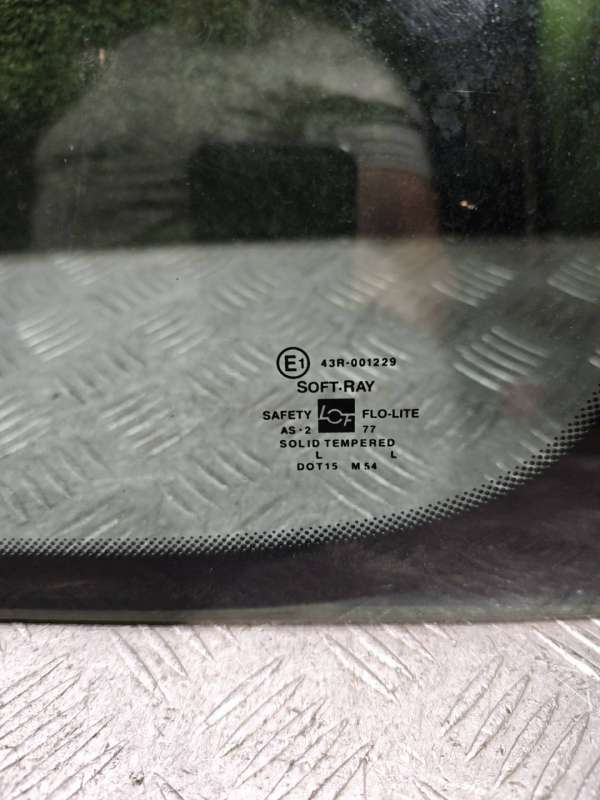 E1 43R-001229
SOFT-RAY
SAFETY LOF FLO-LITE
AS-2 77
SOLID TEMPERED
L L
DOT15 M54